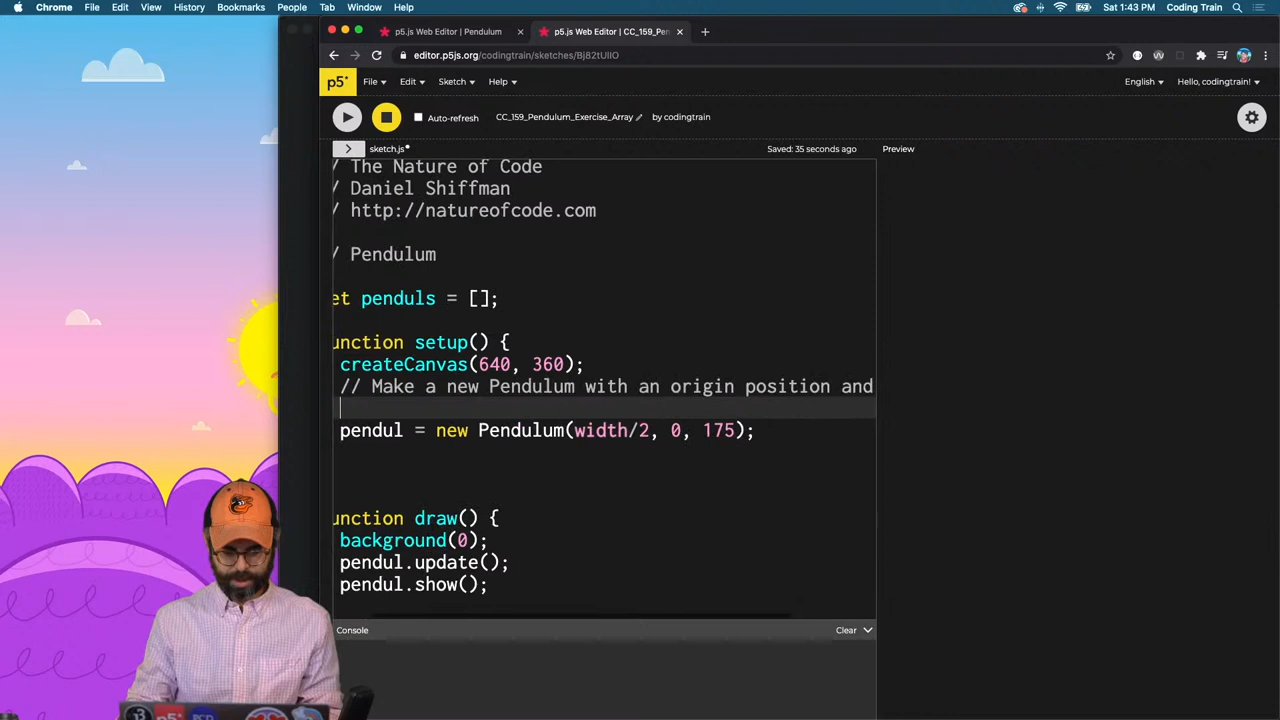 Chrome File Edit View History Bookmarks People Tab Window Help Sat 1:43 PM Coding Train
p5.js Web Editor | Pendulum p5.js Web Editor | CC_159_Pen
editor.p5js.org/codingtrain/sketches/Bj82tUlIO
p5* File Edit Sketch Help English Hello, codingtrain!
Auto-refresh CC_159_Pendulum_Exercise_Array by codingtrain
sketch.js Saved: 35 seconds ago Preview
/ The Nature of Code
/ Daniel Shiffman
/ http://natureofcode.com
/ Pendulum
et penduls = [];
unction setup() {
createCanvas(640, 360);
// Make a new Pendulum with an origin position and
pendul = new Pendulum(width/2, 0, 175);
unction draw() {
background(0);
pendul.update();
pendul.show();
Console Clear